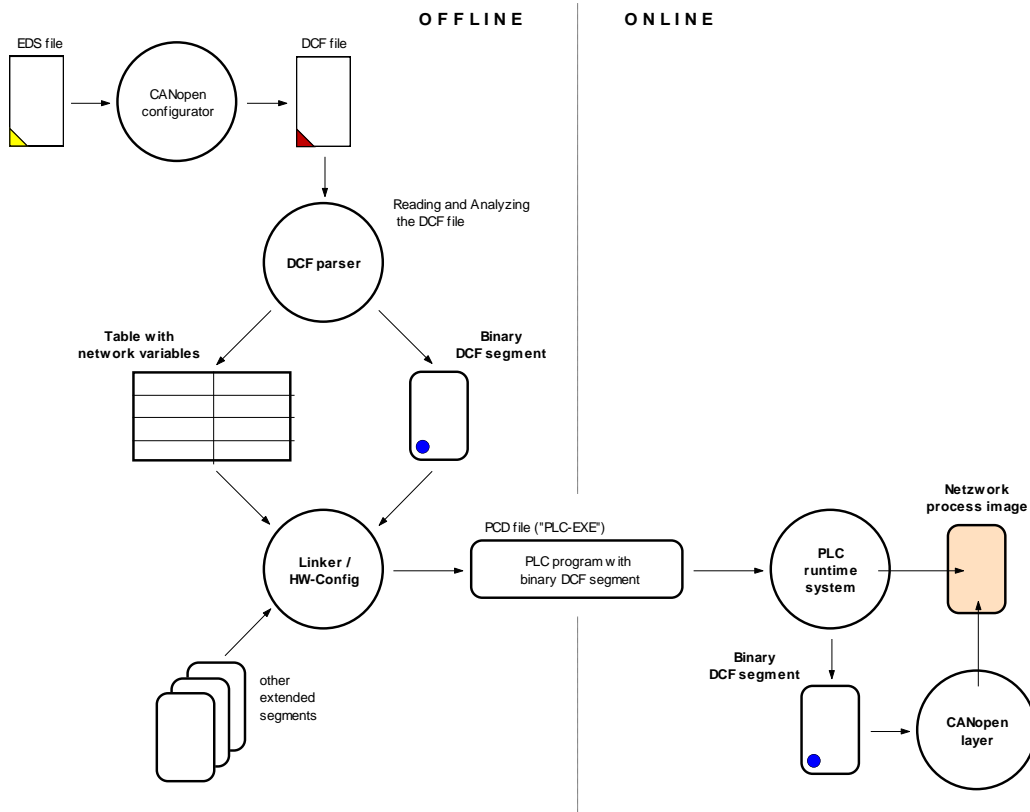 OFFLINE
ONLINE
EDS file
DCF file
CANopen
configurator
Reading and Analyzing
the DCF file
DCF parser
Table with
network variables
Binary
DCF segment
Linker /
HW-Config
PCD file ("PLC-EXE")
PLC program with
binary DCF segment
PLC
runtime
system
Netzwork
process image
other
extended
segments
Binary
DCF segment
CANopen
layer